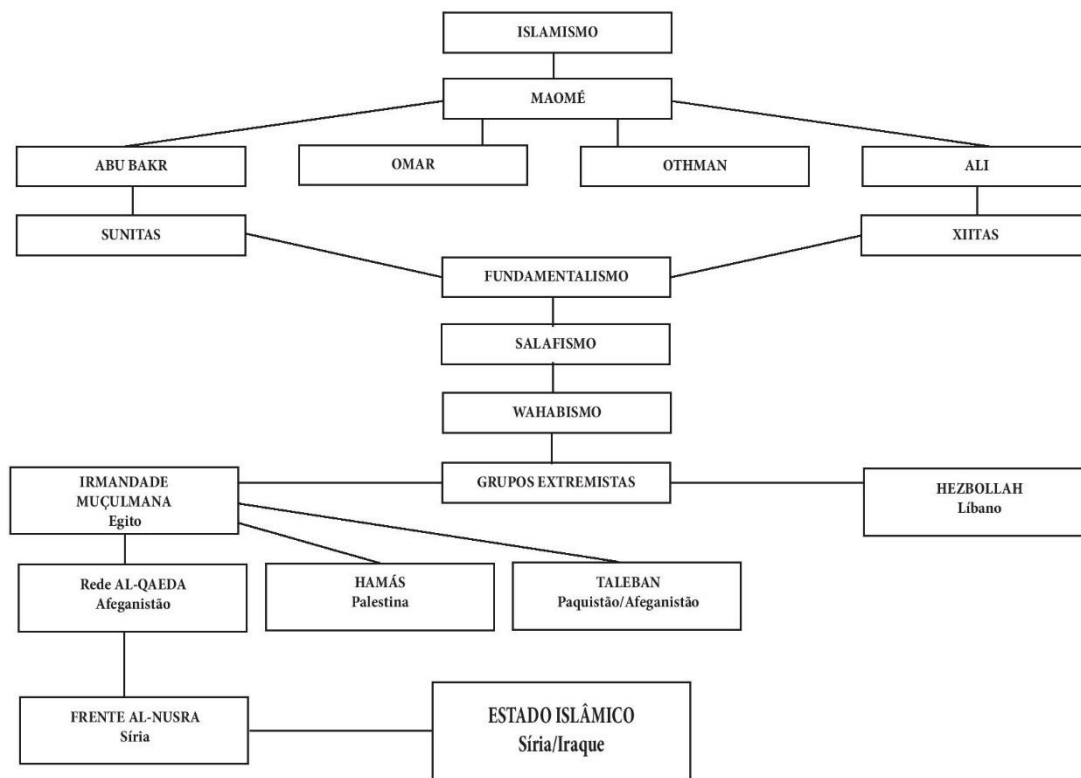 ISLAMISMO
MAOMÉ
ABU BAKR
OMAR
OTHMAN
ALI
SUNITAS
XIITAS
FUNDAMENTALISMO
SALAFISMO
WAHABISMO
IRMANDADE
MUÇULMANA
Egito
GRUPOS EXTREMISTAS
HEZBOLLAH
Líbano
Rede AL-QAEDA
Afeganistão
HAMÁS
Palestina
TALEBAN
Paquistão/Afeganistão
FRENTE AL-NUSRA
Síria
ESTADO ISLÂMICO
Síria/Iraque